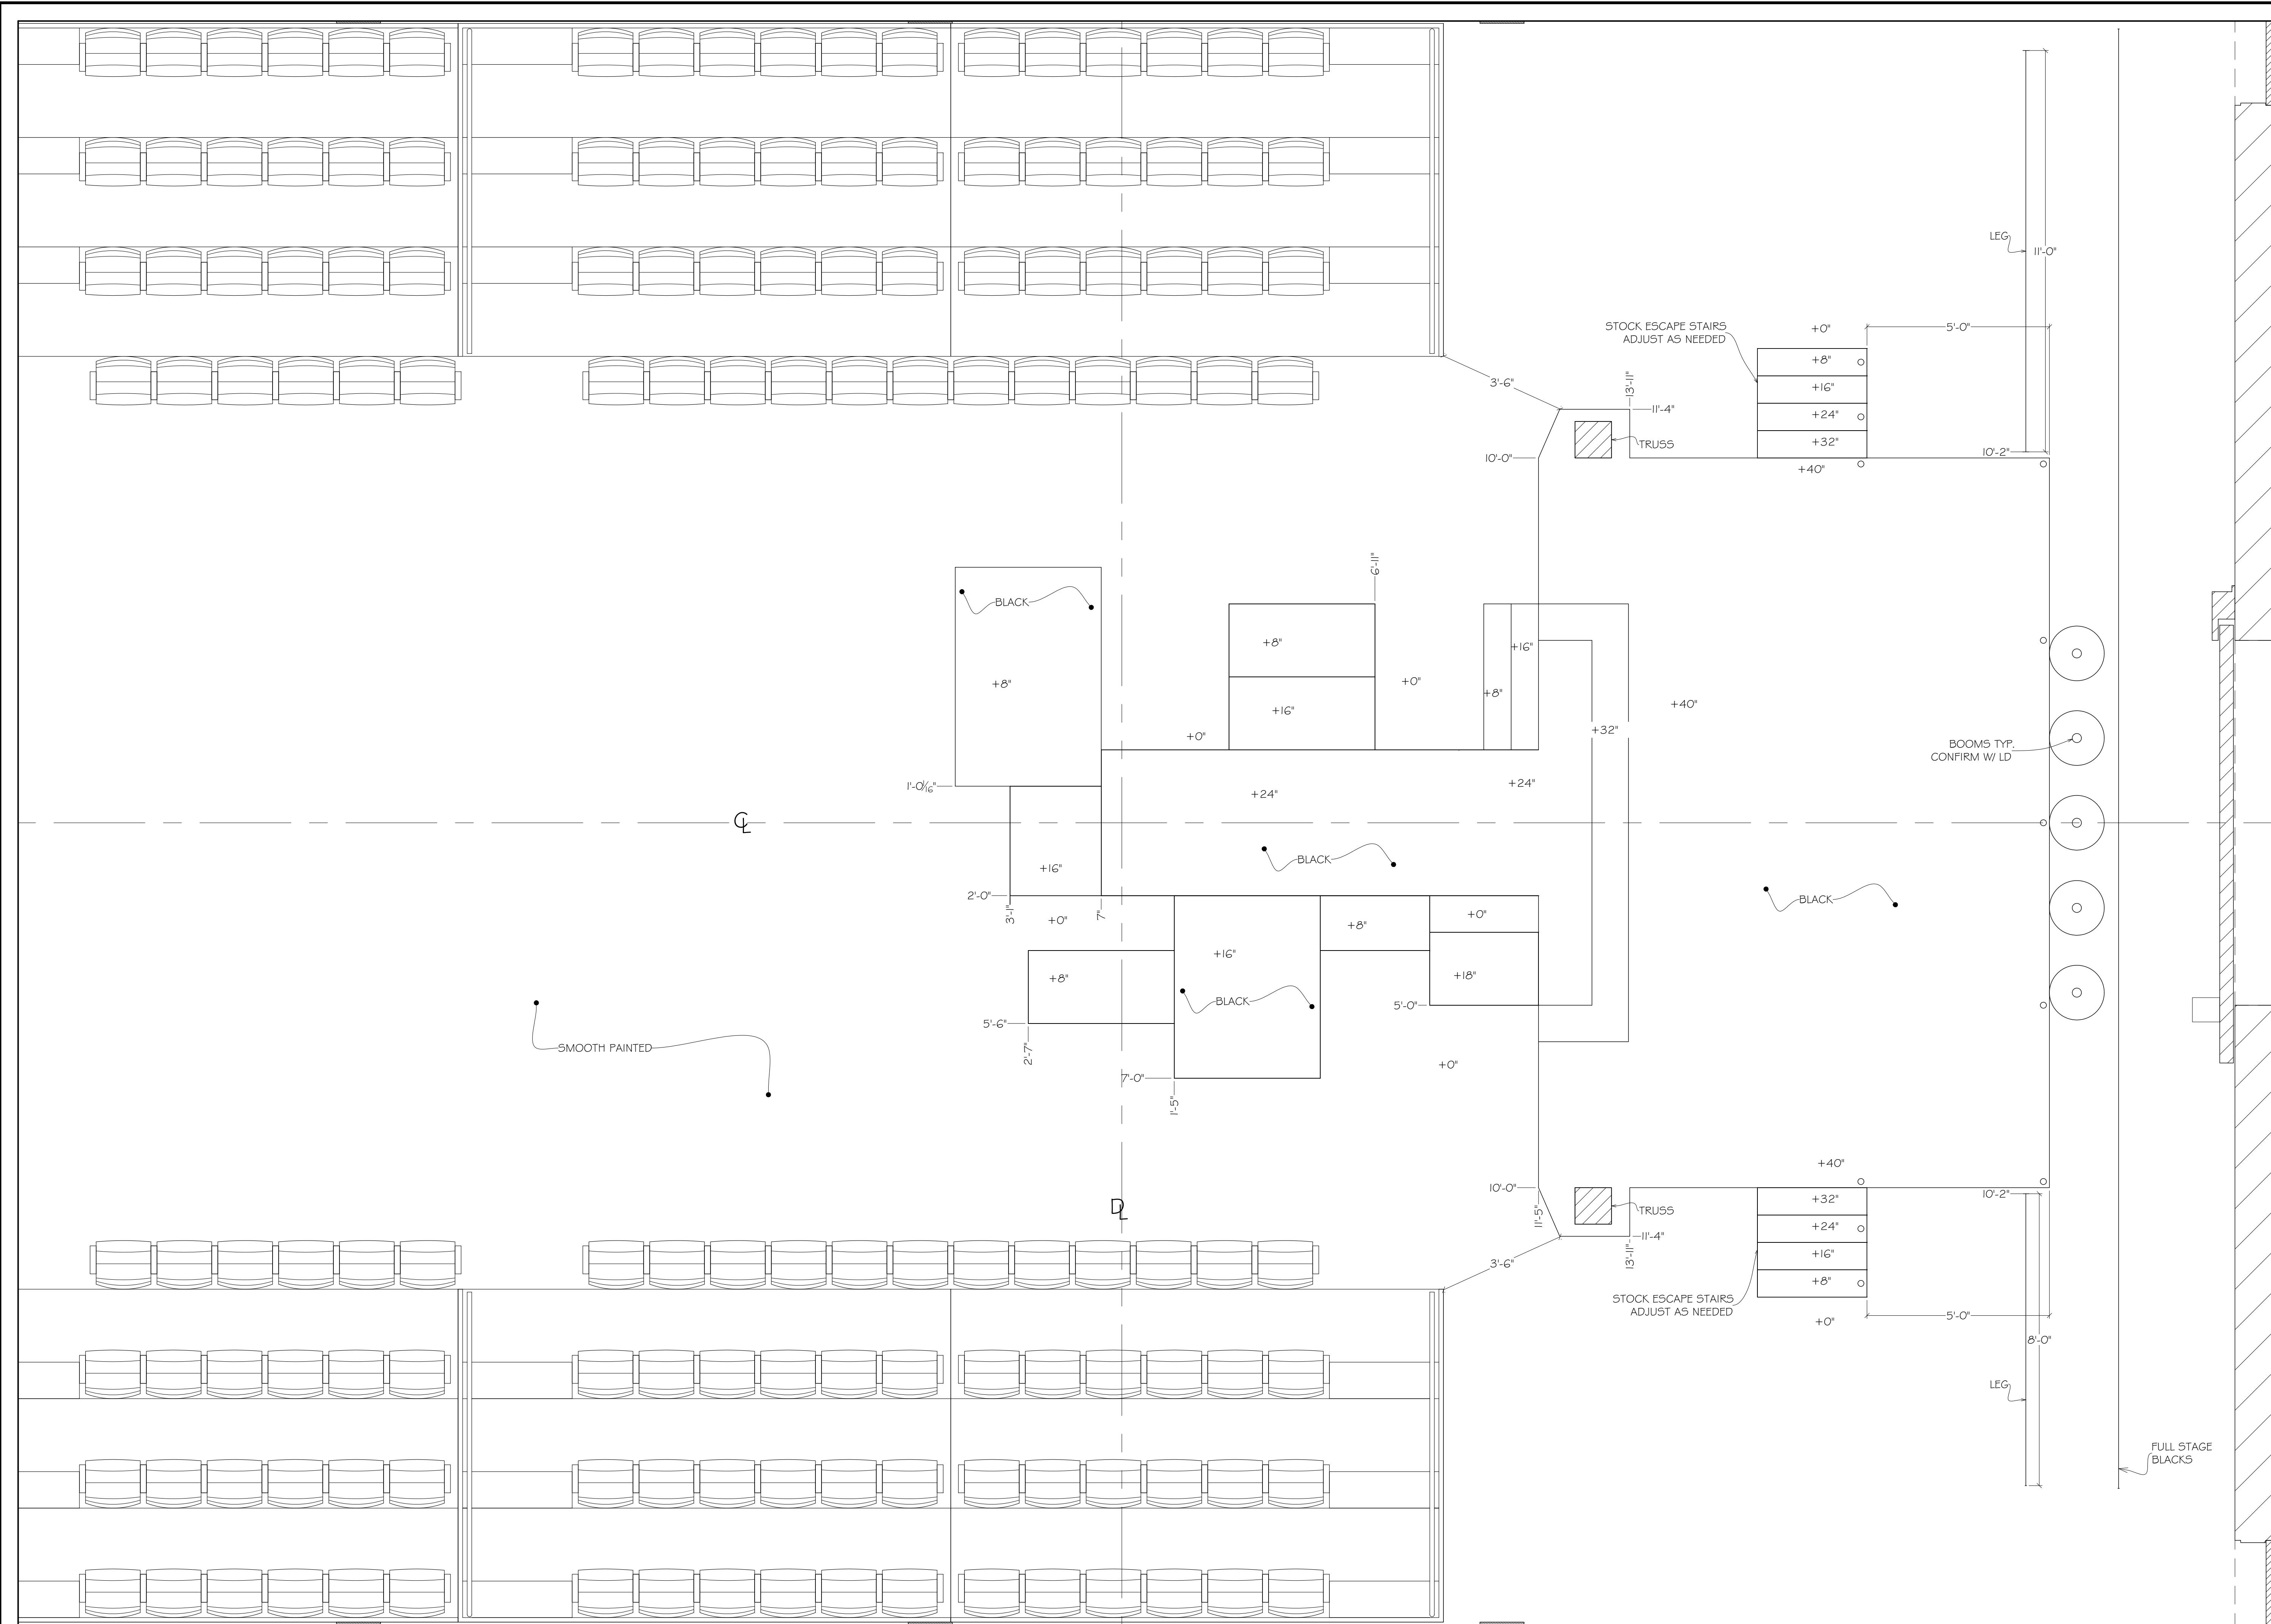 LEG
11'-0"
STOCK ESCAPE STAIRS
ADJUST AS NEEDED
+0"
5'-0"
+8"
+16"
+24"
+32"
+40"
3'-6"
13'-11"
11'-4"
TRUSS
10'-0"
10'-2"
BLACK
+8"
6'-11"
+8"
+16"
+0"
+0"
+16"
+8"
+40"
+32"
BOOMS TYP.
CONFIRM W/ LD
1'-0 1/16"
+24"
+24"
CL
BLACK
+16"
2'-0"
3'-1"
7"
+0"
BLACK
+8"
+0"
+16"
+8"
+18"
BLACK
5'-0"
5'-6"
2'-7"
SMOOTH PAINTED
7'-0"
1'-5"
+0"
DL
10'-0"
11'-5"
TRUSS
11'-4"
13'-11"
3'-6"
+40"
10'-2"
+32"
+24"
+16"
+8"
STOCK ESCAPE STAIRS
ADJUST AS NEEDED
+0"
5'-0"
8'-0"
LEG
FULL STAGE
BLACKS